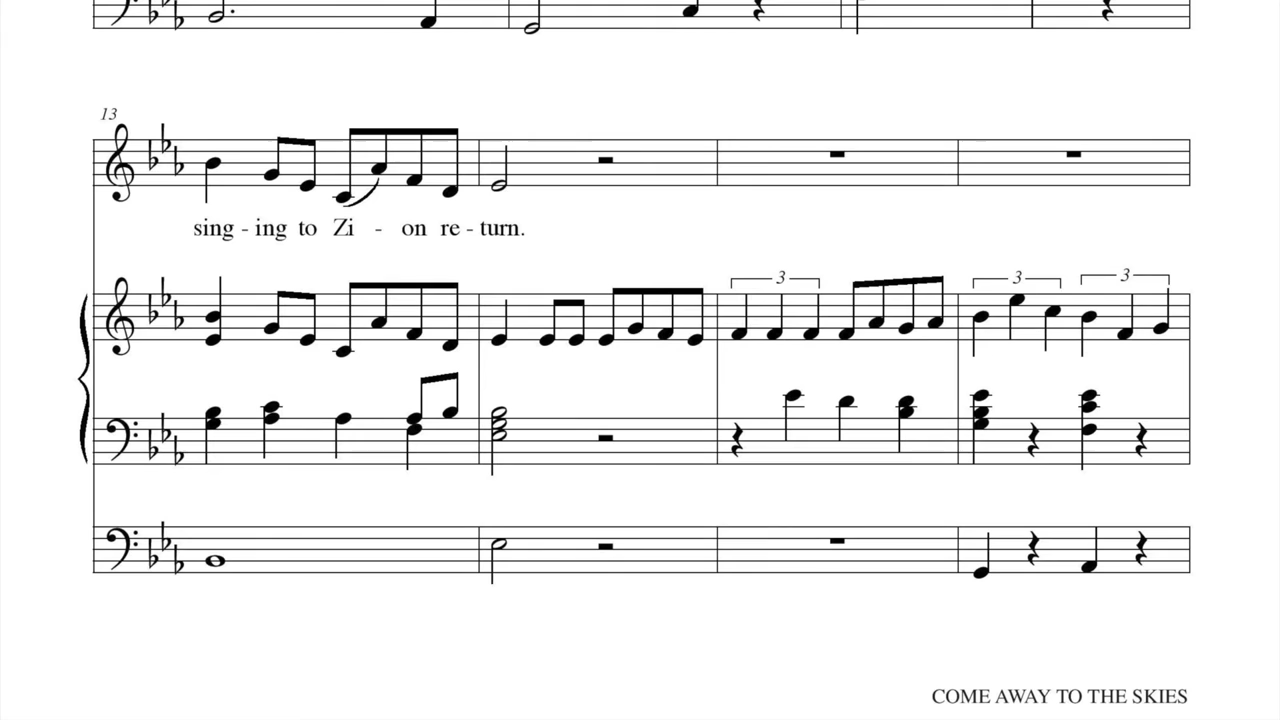 13
sing - ing to Zi - on re - turn.
3 3 3
COME AWAY TO THE SKIES